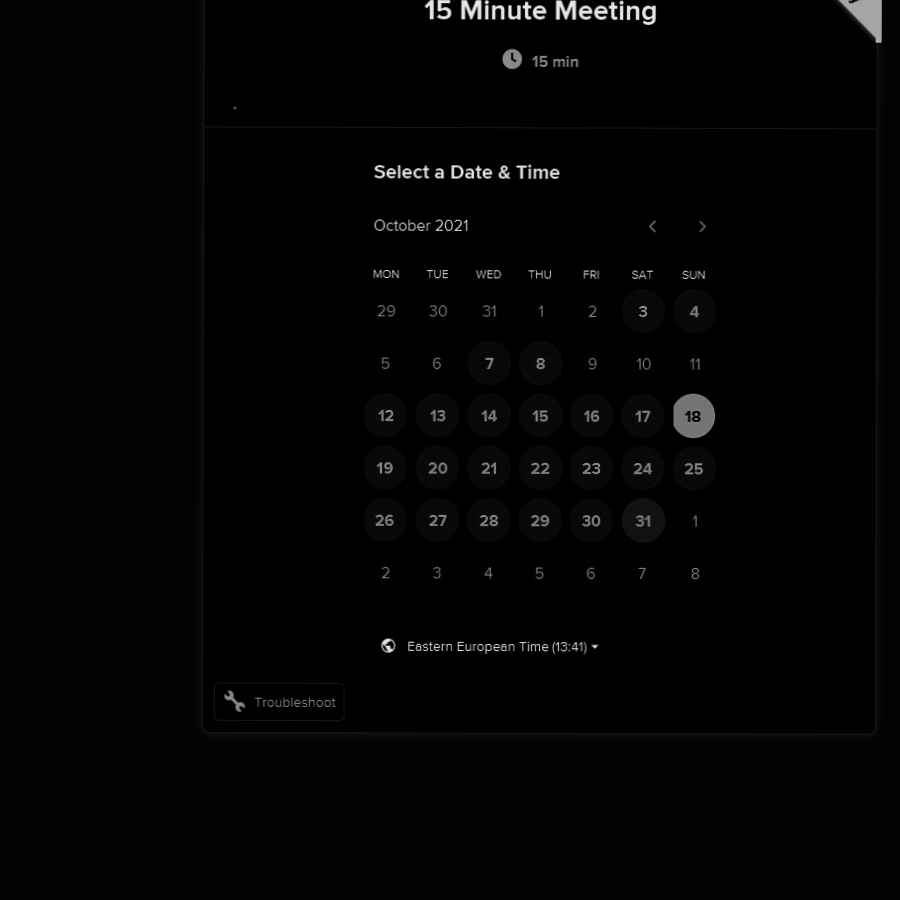 15 Minute Meeting
15 min
.
Select a Date & Time
October 2021
MON TUE WED THU FRI SAT SUN
29 30 31 1 2 3 4
5 6 7 8 9 10 11
12 13 14 15 16 17 18
19 20 21 22 23 24 25
26 27 28 29 30 31 1
2 3 4 5 6 7 8
Eastern European Time (13:41)
Troubleshoot